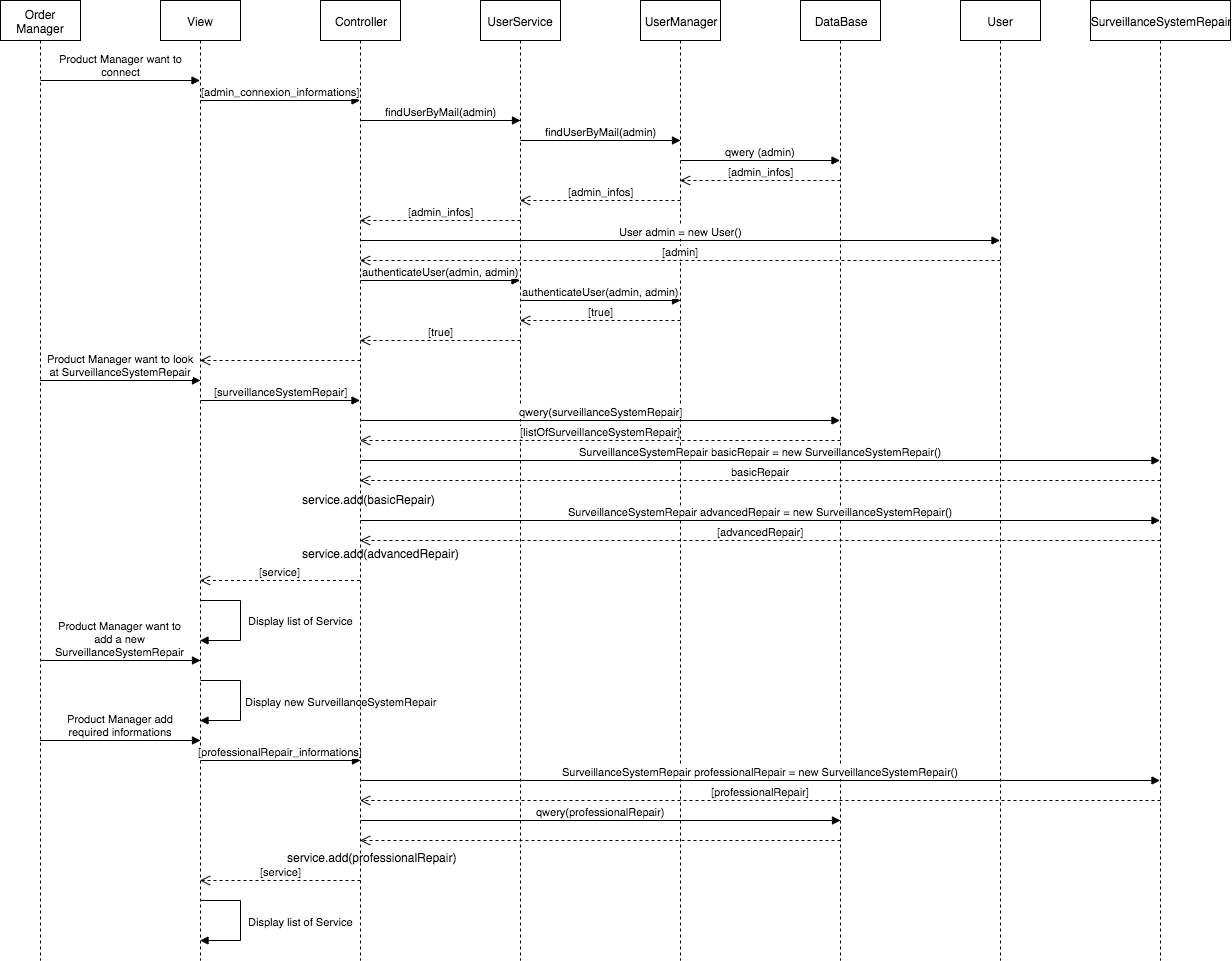 Order
Manager
View
Controller
UserService
UserManager
DataBase
User
SurveillanceSystemRepair
Product Manager want to
connect
[admin_connexion_informations]
findUserByMail(admin)
findUserByMail(admin)
qwery (admin)
[admin_infos]
[admin_infos]
[admin_infos]
User admin = new User()
[admin]
authenticateUser(admin, admin)
authenticateUser(admin, admin)
[true]
[true]
Product Manager want to look
at SurveillanceSystemRepair
[surveillanceSystemRepair]
qwery(surveillanceSystemRepair]
[listOfSurveillanceSystemRepair]
SurveillanceSystemRepair basicRepair = new SurveillanceSystemRepair()
basicRepair
service.add(basicRepair)
SurveillanceSystemRepair advancedRepair = new SurveillanceSystemRepair()
[advancedRepair]
service.add(advancedRepair)
[service]
Display list of Service
Product Manager want to
add a new
SurveillanceSystemRepair
Display new SurveillanceSystemRepair
Product Manager add
required informations
[professionalRepair_informations]
SurveillanceSystemRepair professionalRepair = new SurveillanceSystemRepair()
[professionalRepair]
qwery(professionalRepair)
service.add(professionalRepair)
[service]
Display list of Service